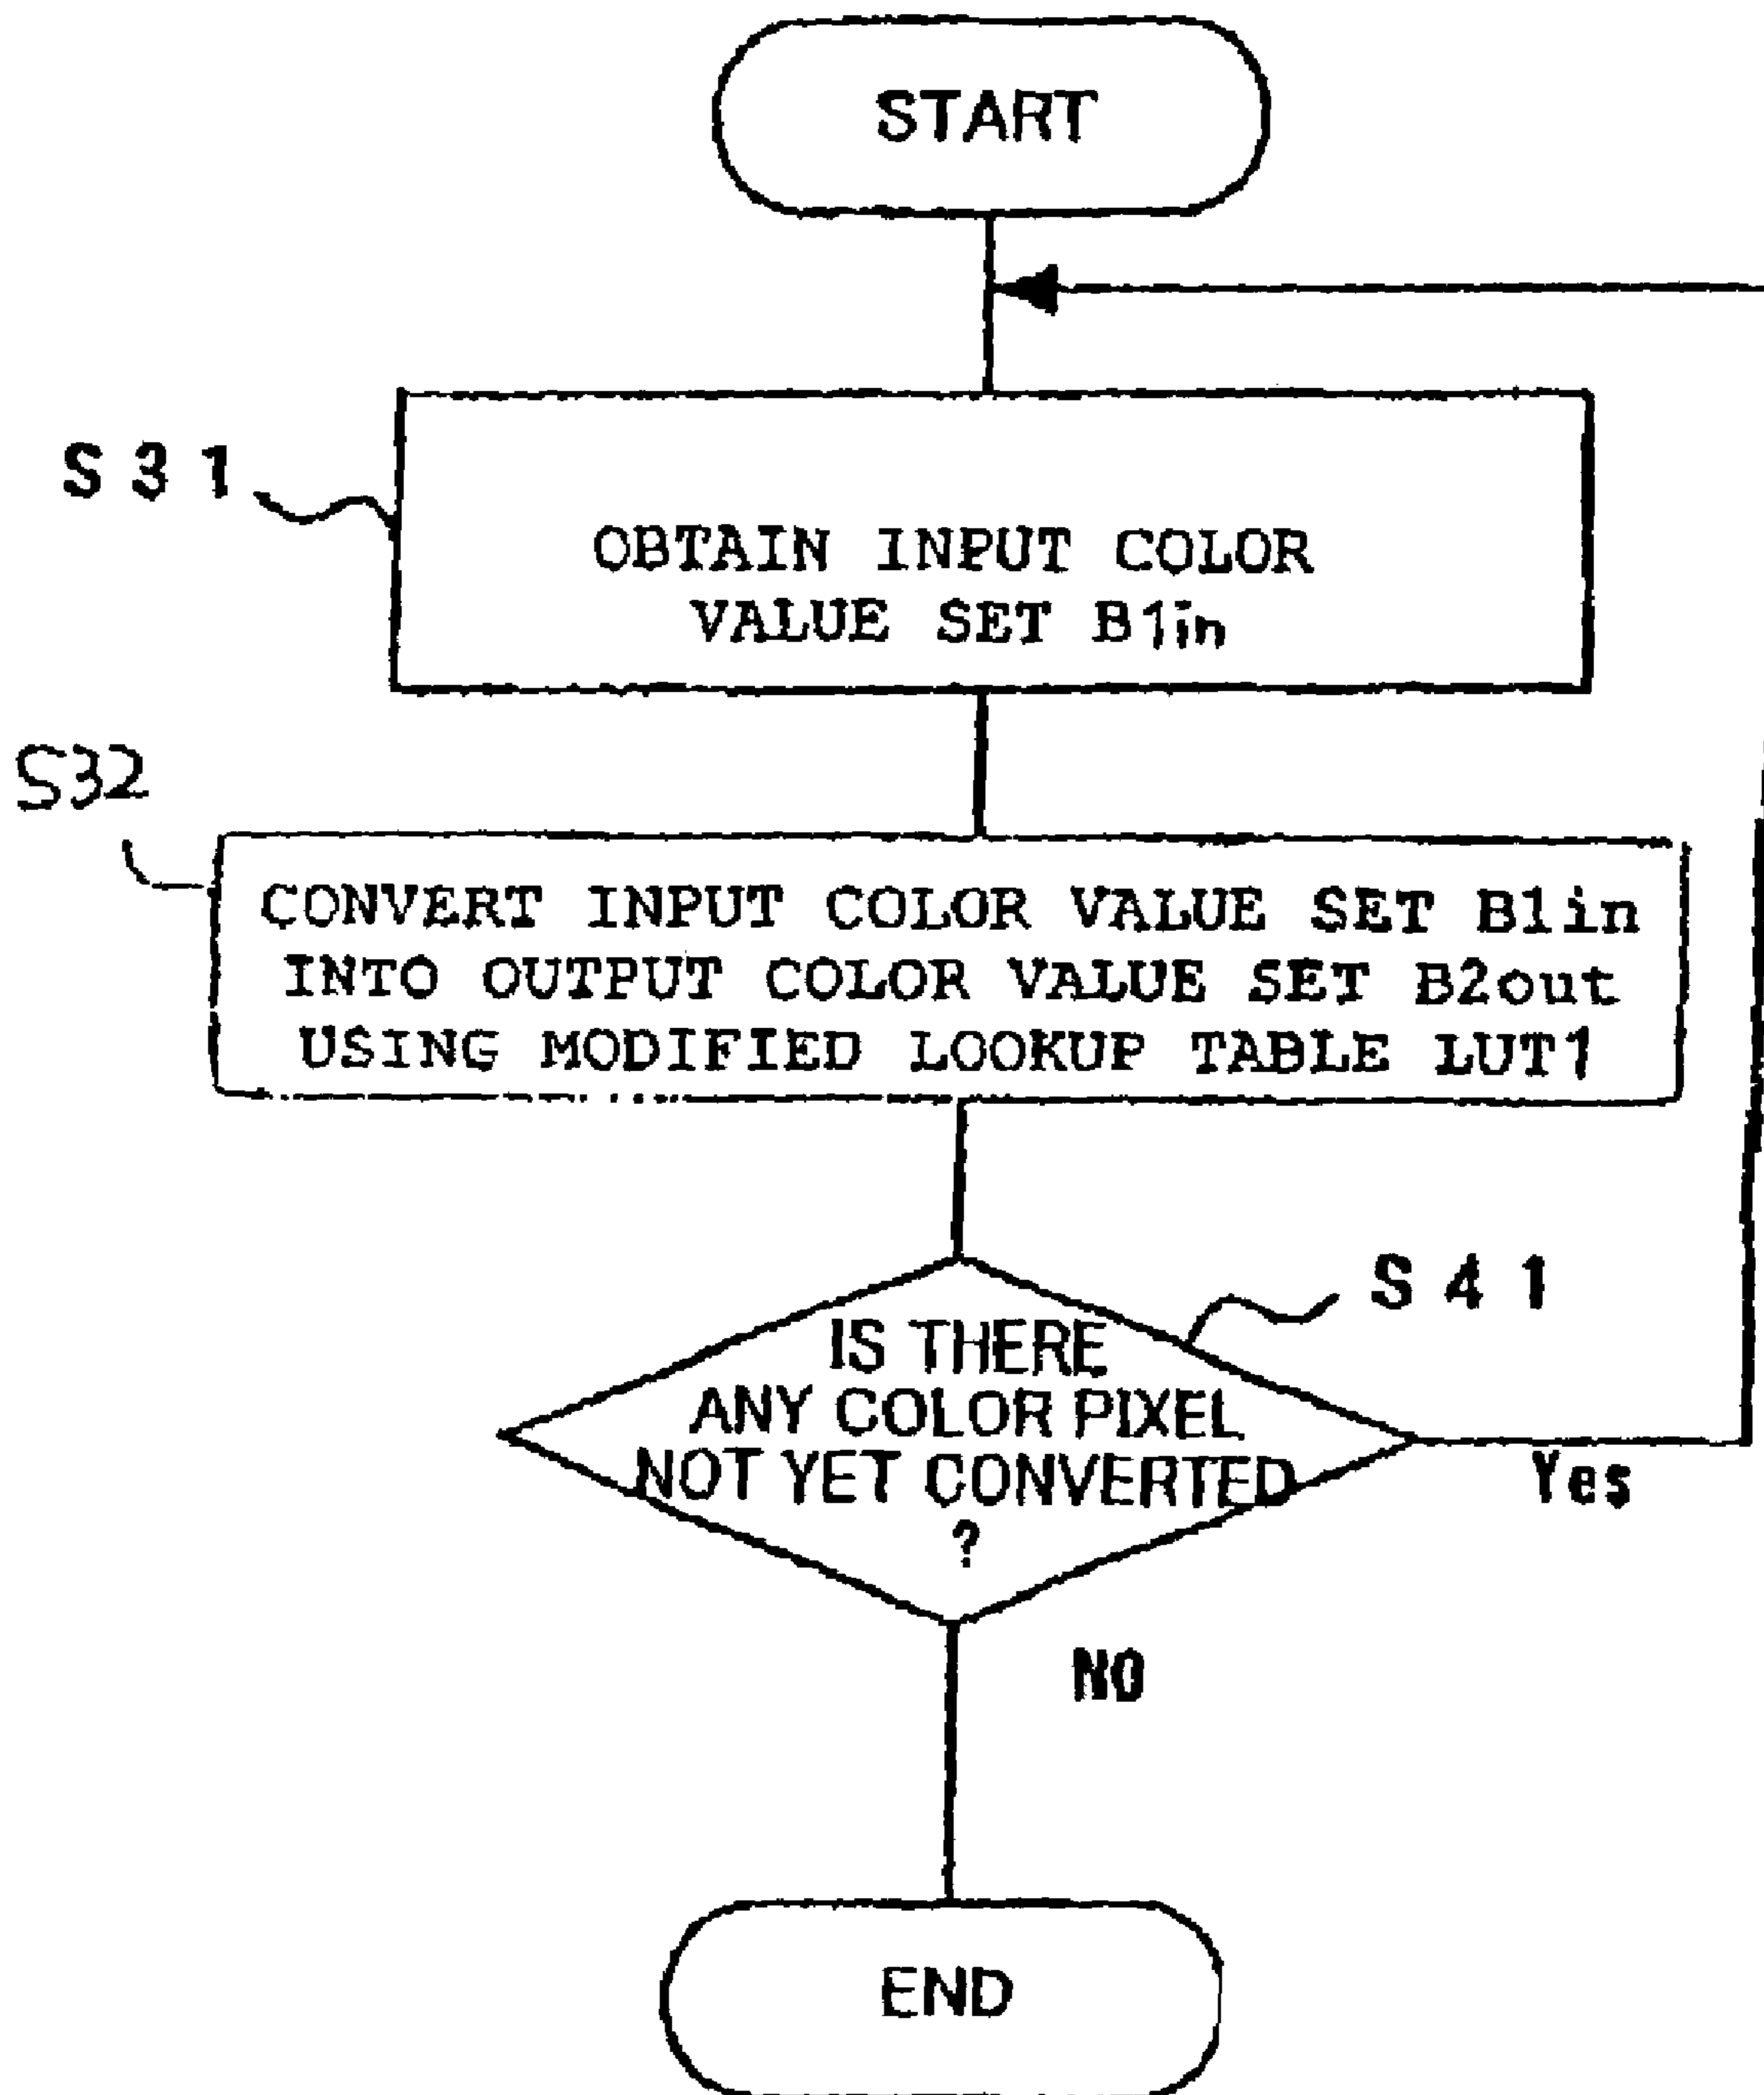 START
S31
OBTAIN INPUT COLOR
VALUE SET B1in
S32
CONVERT INPUT COLOR VALUE SET B1in
INTO OUTPUT COLOR VALUE SET B2out
USING MODIFIED LOOKUP TABLE LUT1
S41
IS THERE
ANY COLOR PIXEL
NOT YET CONVERTED
?
Yes
NO
END